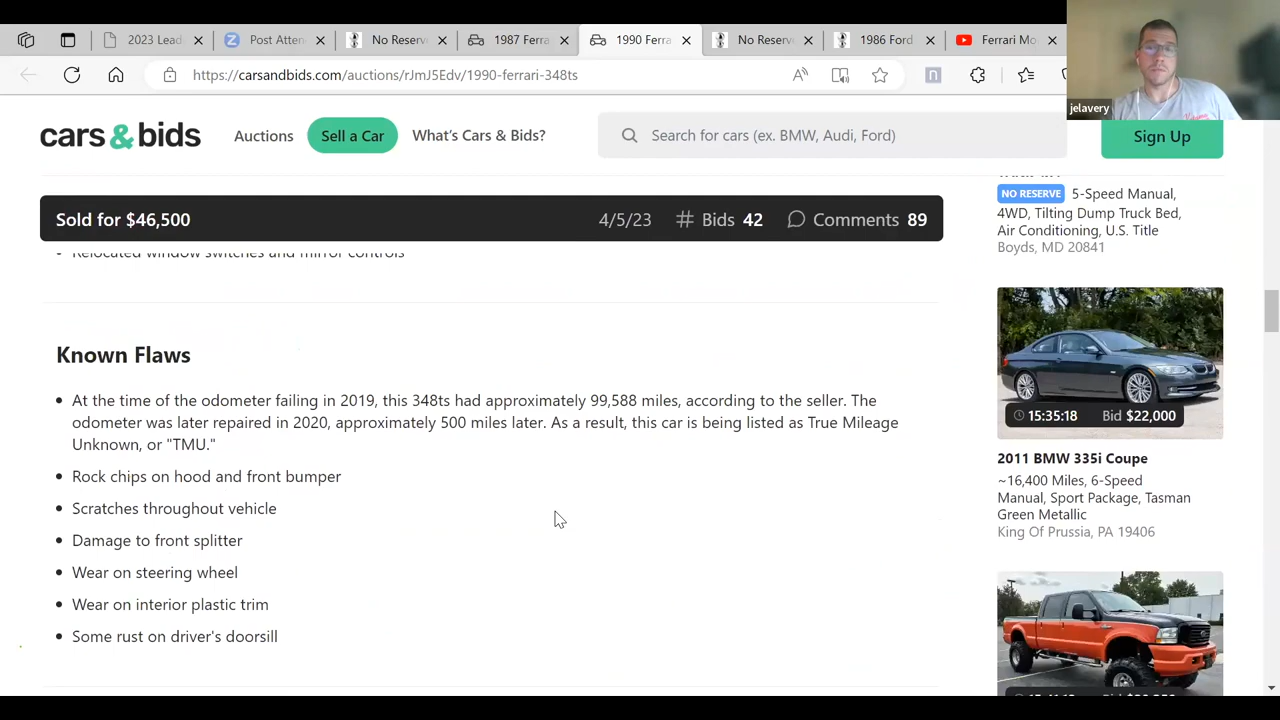 2023 Lead
Post Atten
No Reserv
1987 Ferra
1990 Ferra
No Reserv
1986 Ford
Ferrari Mo
https://carsandbids.com/auctions/rJmJ5Edv/1990-ferrari-348ts
jelavery
cars & bids
Auctions
Sell a Car
What's Cars & Bids?
Search for cars (ex. BMW, Audi, Ford)
Sign Up
Sold for $46,500
4/5/23
# Bids 42
Comments 89
• Relocated window switches and mirror controls
Known Flaws
• At the time of the odometer failing in 2019, this 348ts had approximately 99,588 miles, according to the seller. The
odometer was later repaired in 2020, approximately 500 miles later. As a result, this car is being listed as True Mileage
Unknown, or "TMU."
• Rock chips on hood and front bumper
• Scratches throughout vehicle
• Damage to front splitter
• Wear on steering wheel
• Wear on interior plastic trim
• Some rust on driver's doorsill
NO RESERVE 5-Speed Manual,
4WD, Tilting Dump Truck Bed,
Air Conditioning, U.S. Title
Boyds, MD 20841
15:35:18 Bid $22,000
2011 BMW 335i Coupe
~16,400 Miles, 6-Speed
Manual, Sport Package, Tasman
Green Metallic
King Of Prussia, PA 19406